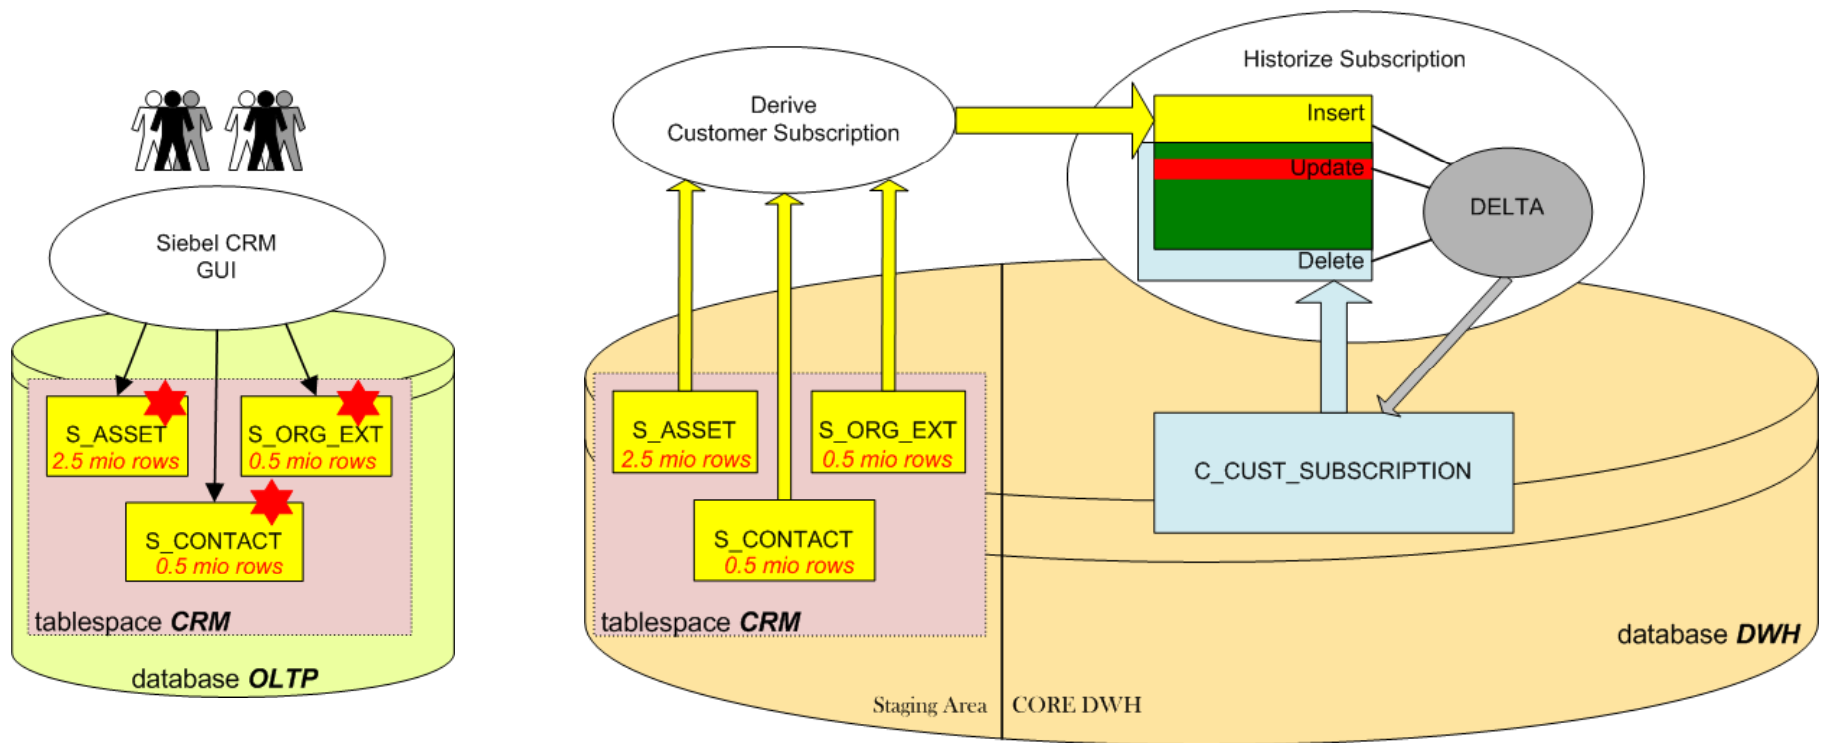 Siebel CRM
GUI
S_ASSET
2.5 mio rows
S_ORG_EXT
0.5 mio rows
S_CONTACT
0.5 mio rows
tablespace CRM
database OLTP
Derive
Customer Subscription
Historize Subscription
Insert
Update
Delete
DELTA
S_ASSET
2.5 mio rows
S_ORG_EXT
0.5 mio rows
S_CONTACT
0.5 mio rows
tablespace CRM
C_CUST_SUBSCRIPTION
database DWH
Staging Area
CORE DWH